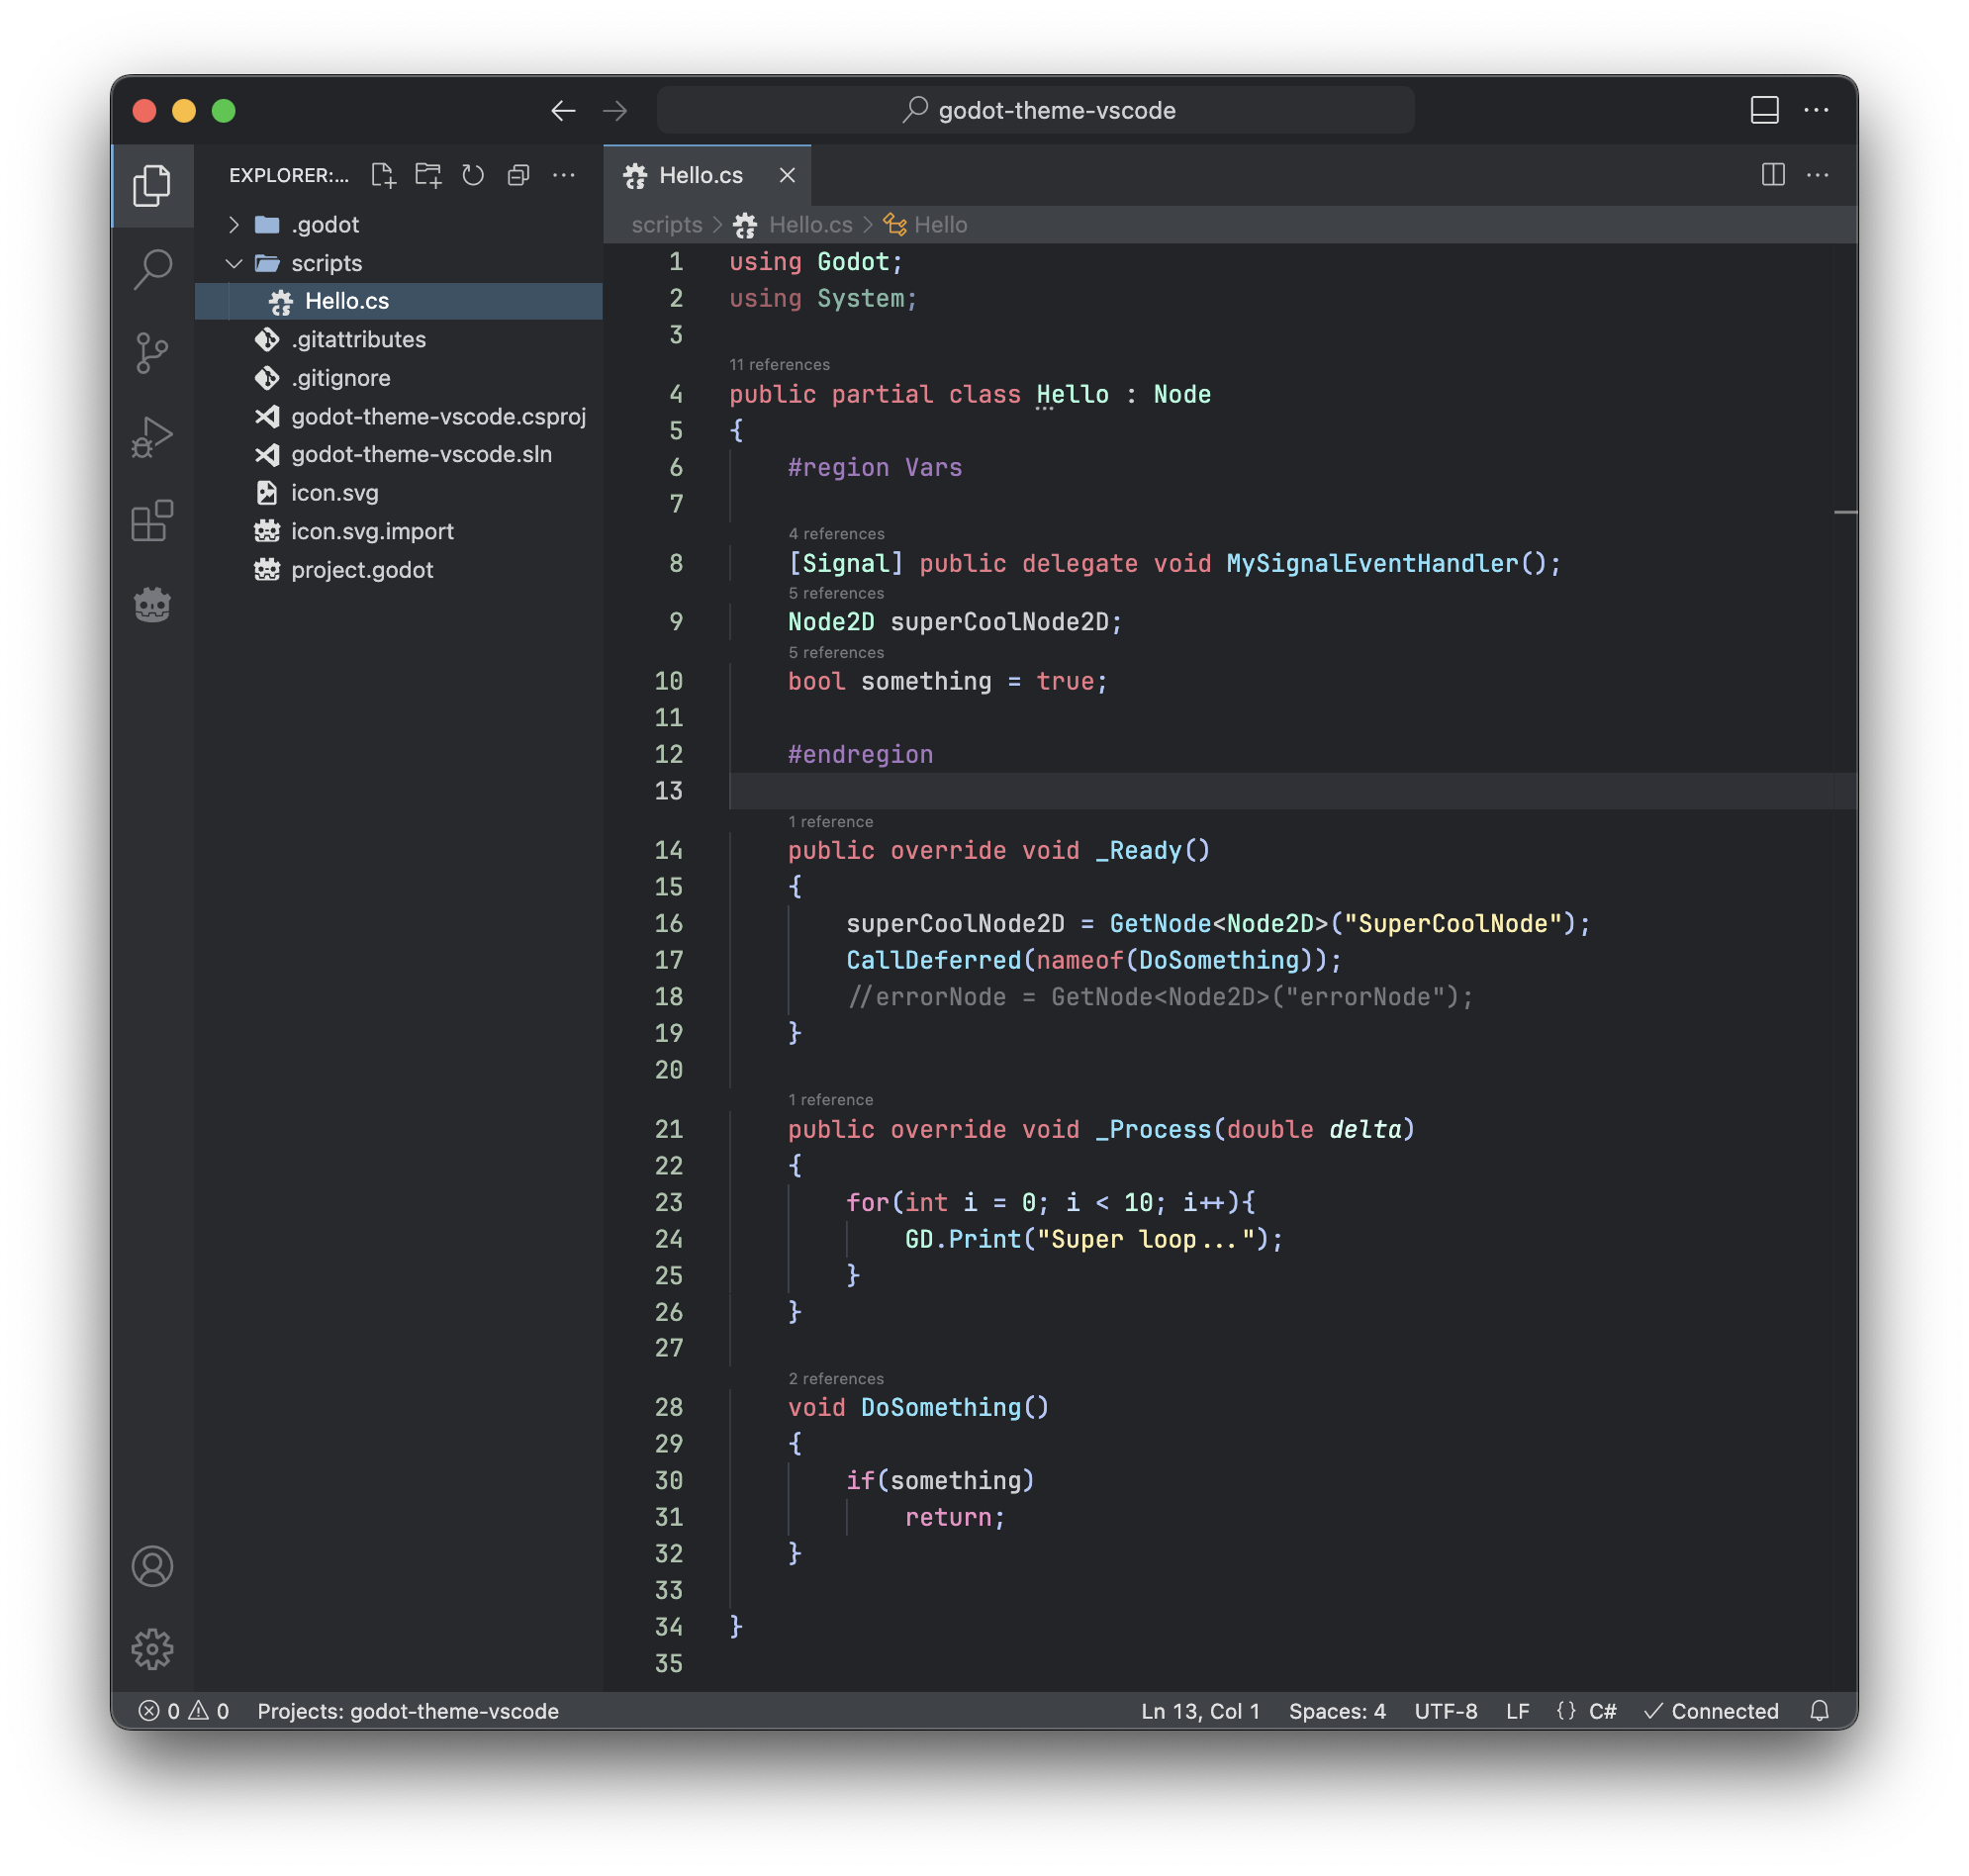 godot-theme-vscode
EXPLORER:...
.godot
scripts
Hello.cs
.gitattributes
.gitignore
godot-theme-vscode.csproj
godot-theme-vscode.sln
icon.svg
icon.svg.import
project.godot
Hello.cs
scripts > Hello.cs > Hello
1 using Godot;
2 using System;
3
11 references
4 public partial class Hello : Node
5 {
6 #region Vars
7
4 references
8 [Signal] public delegate void MySignalEventHandler();
5 references
9 Node2D superCoolNode2D;
5 references
10 bool something = true;
11
12 #endregion
13
1 reference
14 public override void _Ready()
15 {
16 superCoolNode2D = GetNode<Node2D>("SuperCoolNode");
17 CallDeferred(nameof(DoSomething));
18 //errorNode = GetNode<Node2D>("errorNode");
19 }
20
1 reference
21 public override void _Process(double delta)
22 {
23 for(int i = 0; i < 10; i++){
24 GD.Print("Super loop...");
25 }
26 }
27
2 references
28 void DoSomething()
29 {
30 if(something)
31 return;
32 }
33
34 }
35
0 0 Projects: godot-theme-vscode Ln 13, Col 1 Spaces: 4 UTF-8 LF {} C# Connected